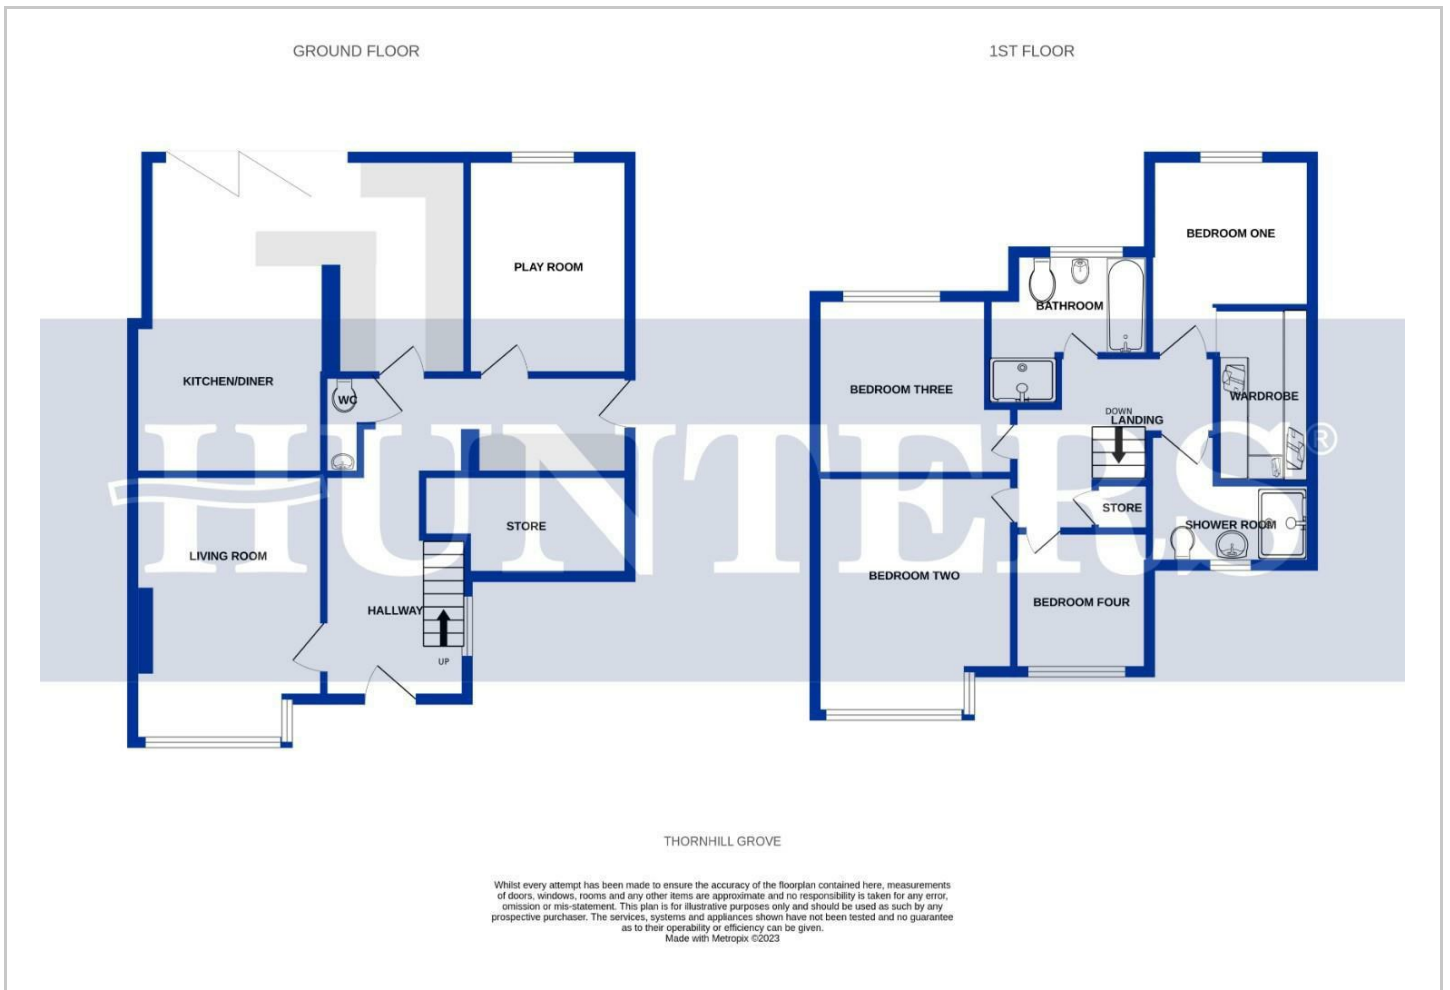 GROUND FLOOR
1ST FLOOR
PLAY ROOM
KITCHEN/DINER
WC
STORE
LIVING ROOM
HALLWAY
UP
BEDROOM ONE
BATHROOM
BEDROOM THREE
WARDROBE
DOWN
LANDING
STORE
SHOWER ROOM
BEDROOM TWO
BEDROOM FOUR
HUNTERS®
THORNHILL GROVE
Whilst every attempt has been made to ensure the accuracy of the floorplan contained here, measurements
of doors, windows, rooms and any other items are approximate and no responsibility is taken for any error,
omission or mis-statement. This plan is for illustrative purposes only and should be used as such by any
prospective purchaser. The services, systems and appliances shown have not been tested and no guarantee
as to their operability or efficiency can be given.
Made with Metropix ©2023